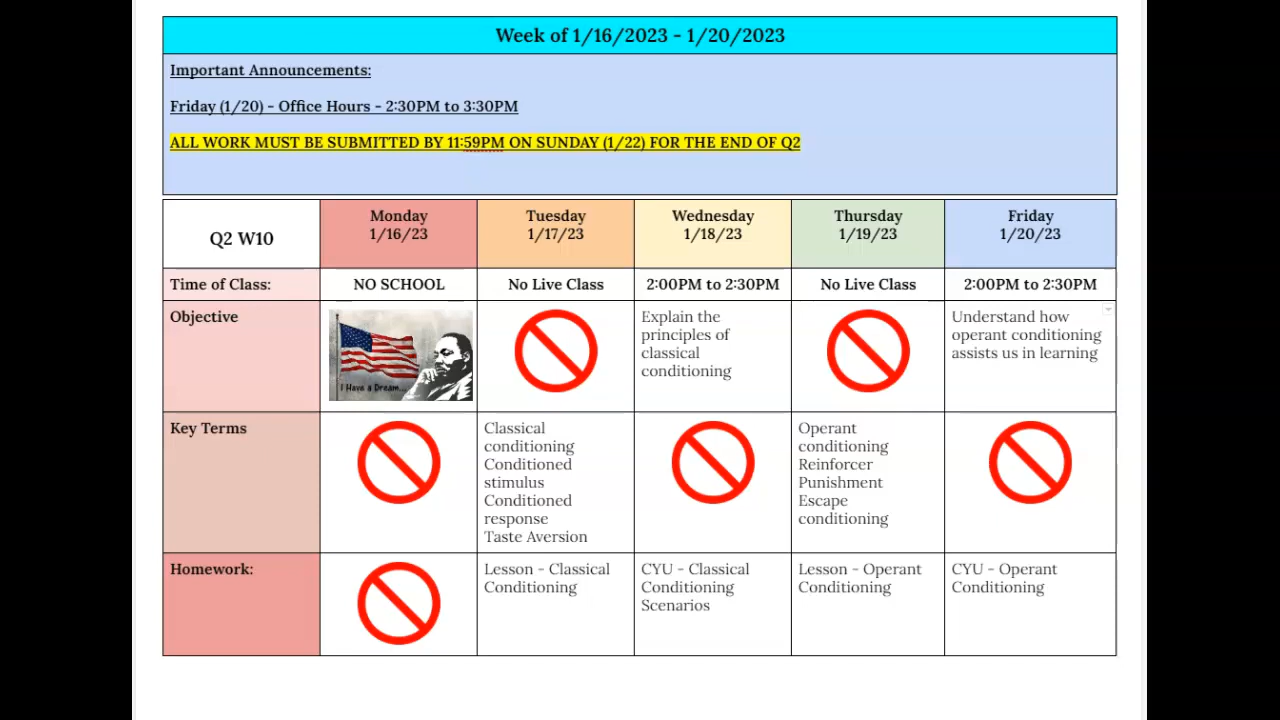 Week of 1/16/2023 - 1/20/2023
Important Announcements:
Friday (1/20) - Office Hours - 2:30PM to 3:30PM
ALL WORK MUST BE SUBMITTED BY 11:59PM ON SUNDAY (1/22) FOR THE END OF Q2
Q2 W10
Monday
1/16/23
Tuesday
1/17/23
Wednesday
1/18/23
Thursday
1/19/23
Friday
1/20/23
Time of Class:
NO SCHOOL
No Live Class
2:00PM to 2:30PM
No Live Class
2:00PM to 2:30PM
Objective
I Have a Dream...
Explain the
principles of
classical
conditioning
Understand how
operant conditioning
assists us in learning
Key Terms
Classical
conditioning
Conditioned
stimulus
Conditioned
response
Taste Aversion
Operant
conditioning
Reinforcer
Punishment
Escape
conditioning
Homework:
Lesson - Classical
Conditioning
CYU - Classical
Conditioning
Scenarios
Lesson - Operant
Conditioning
CYU - Operant
Conditioning